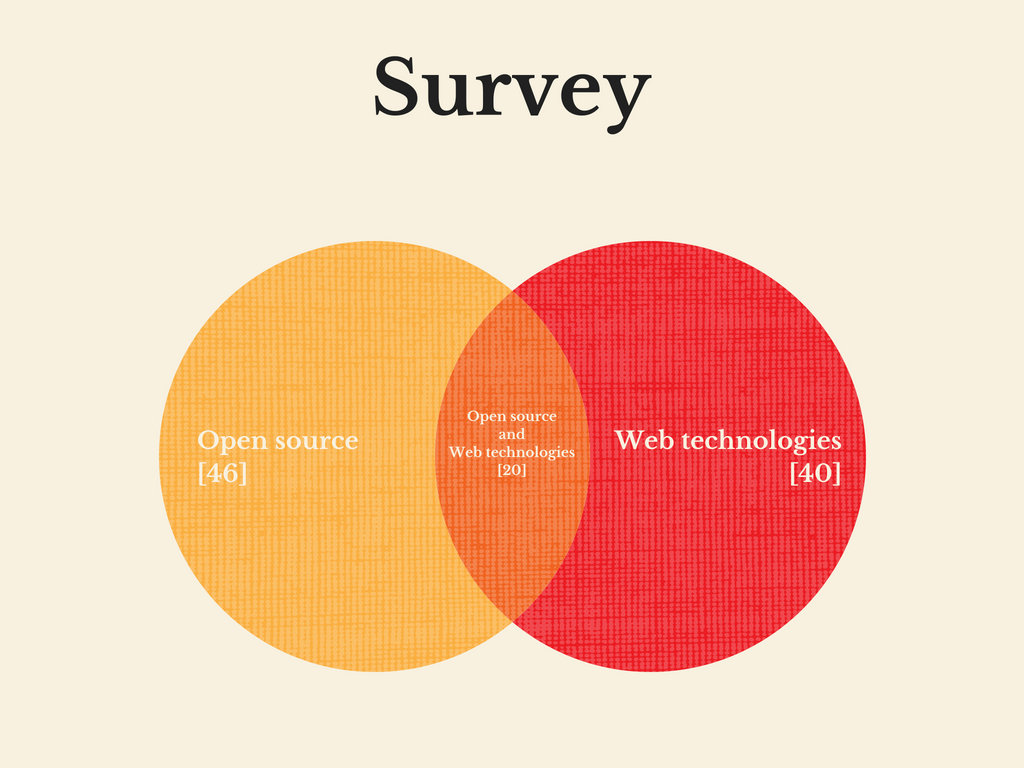 Survey
Open source
[46]
Open source
and
Web technologies
[20]
Web technologies
[40]